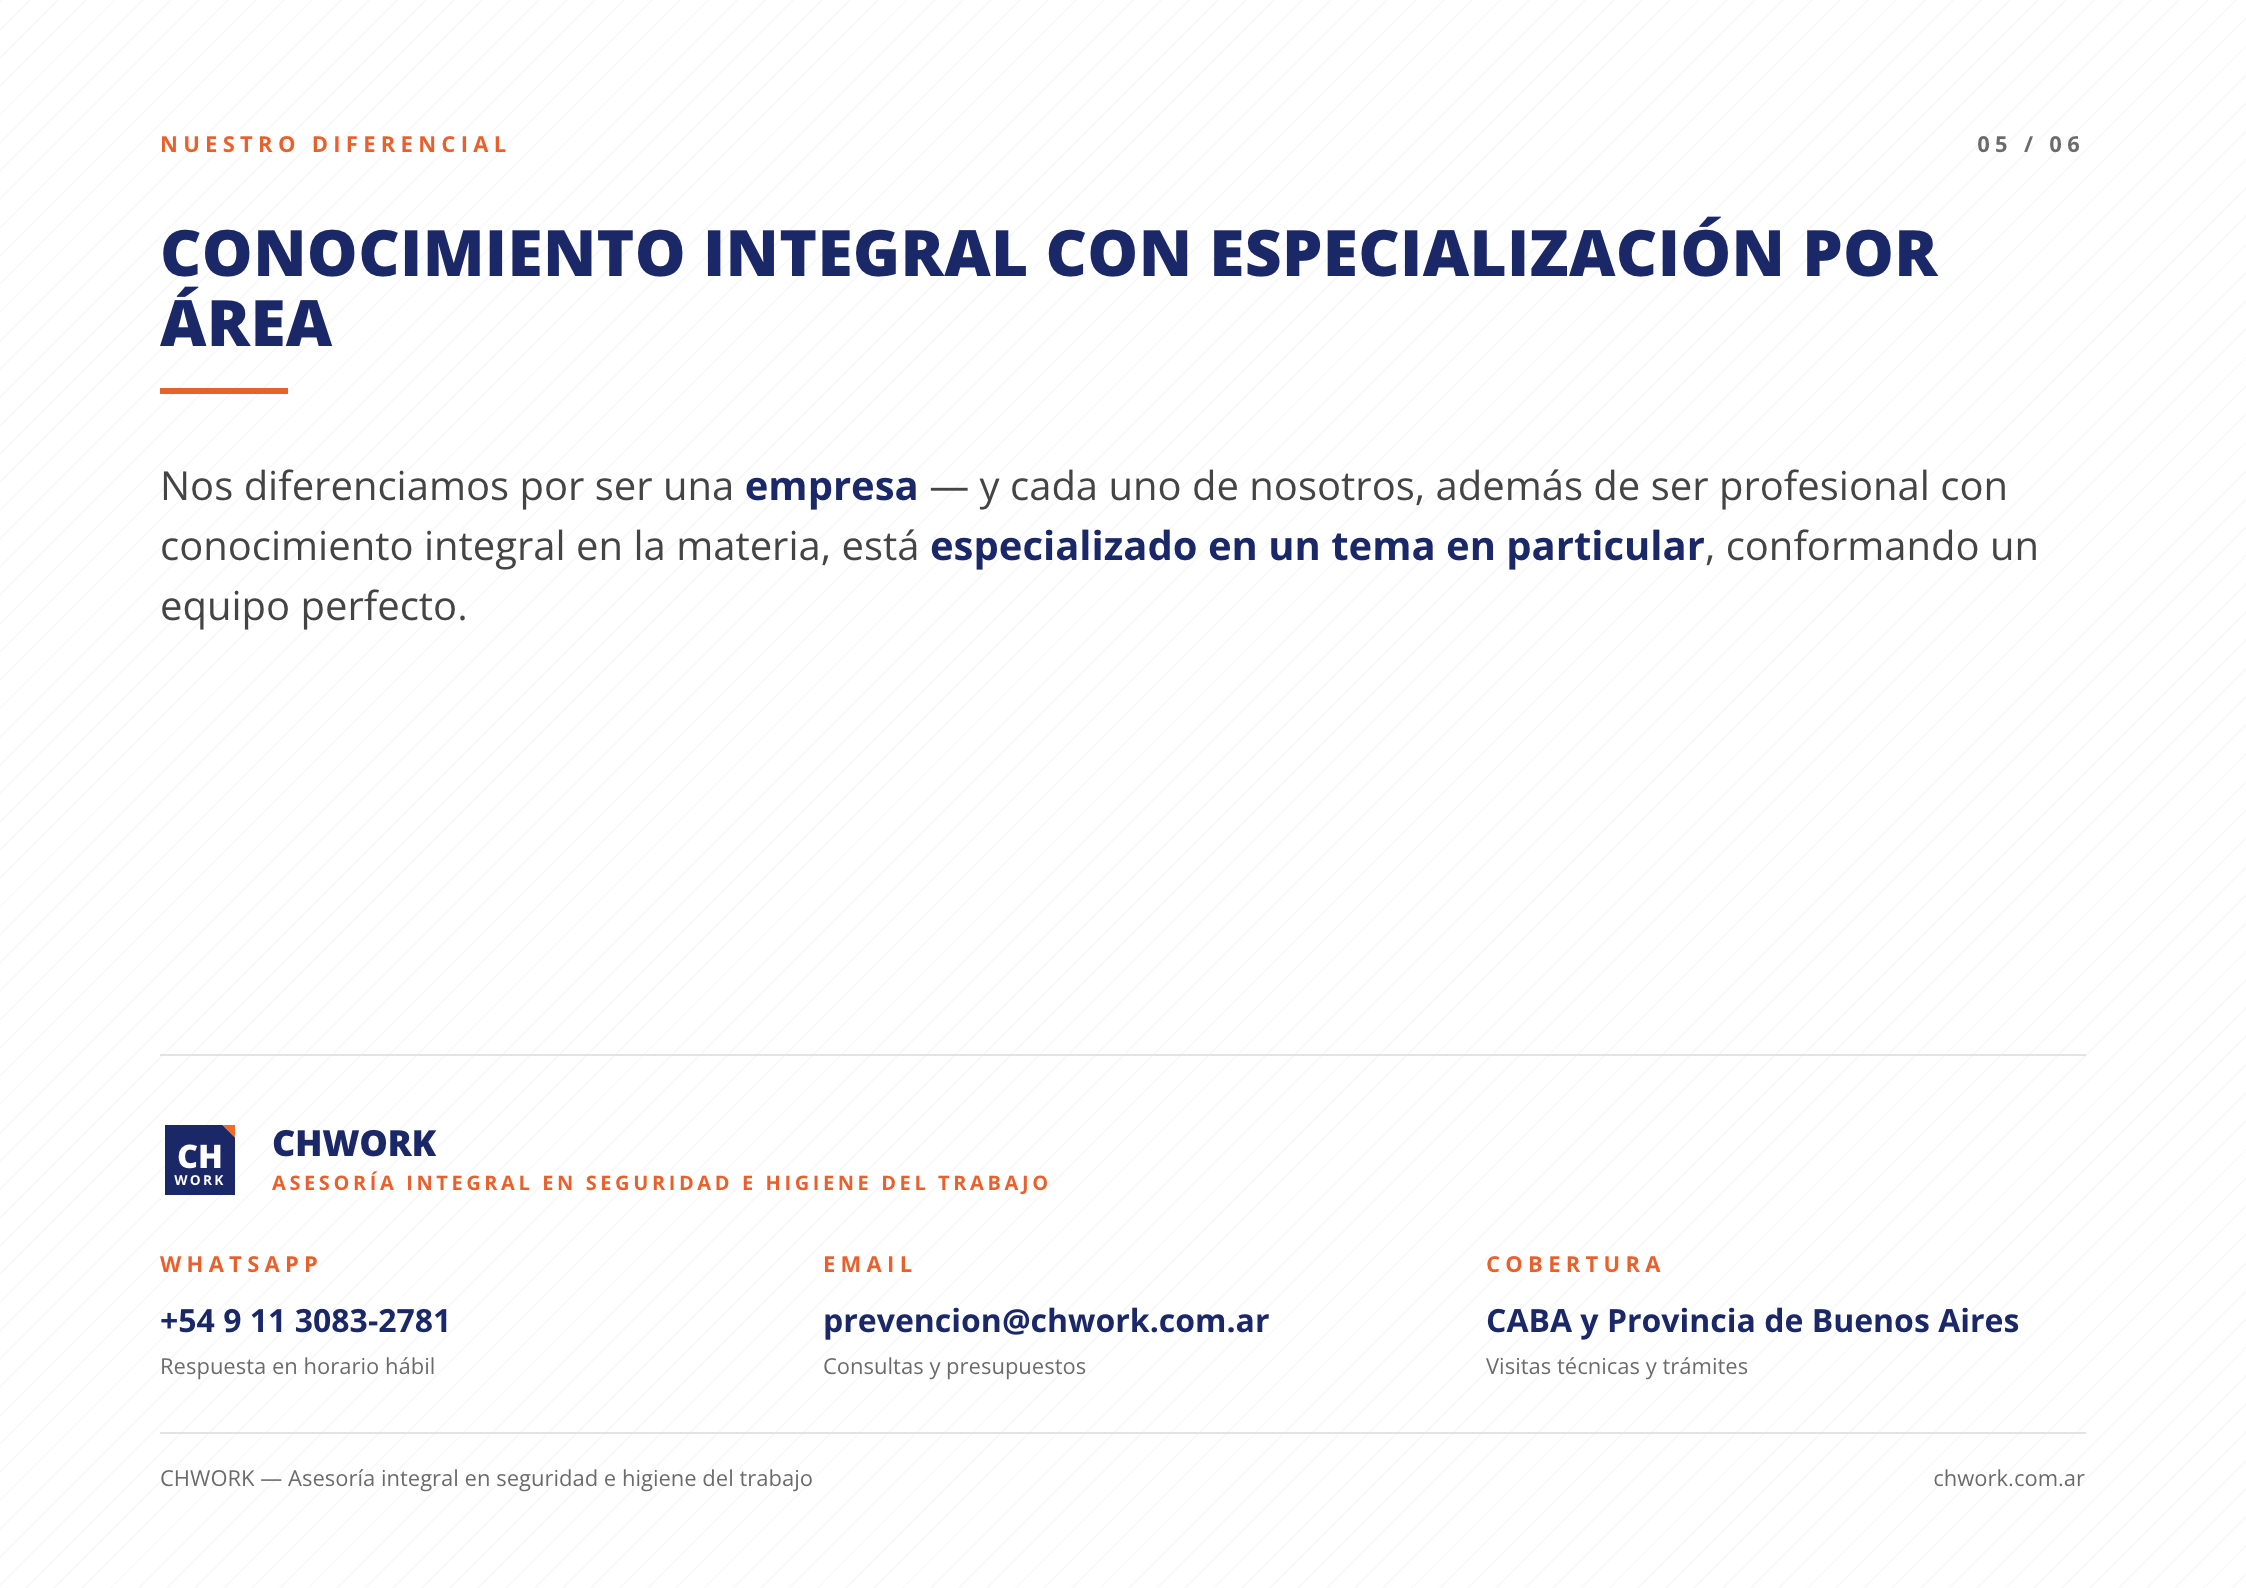 NUESTRO DIFERENCIAL
05 / 06
CONOCIMIENTO INTEGRAL CON ESPECIALIZACIÓN POR
ÁREA
Nos diferenciamos por ser una empresa — y cada uno de nosotros, además de ser profesional con
conocimiento integral en la materia, está especializado en un tema en particular, conformando un
equipo perfecto.
CH
WORK
CHWORK
ASESORÍA INTEGRAL EN SEGURIDAD E HIGIENE DEL TRABAJO
WHATSAPP
+54 9 11 3083-2781
Respuesta en horario hábil
EMAIL
prevencion@chwork.com.ar
Consultas y presupuestos
COBERTURA
CABA y Provincia de Buenos Aires
Visitas técnicas y trámites
CHWORK — Asesoría integral en seguridad e higiene del trabajo
chwork.com.ar